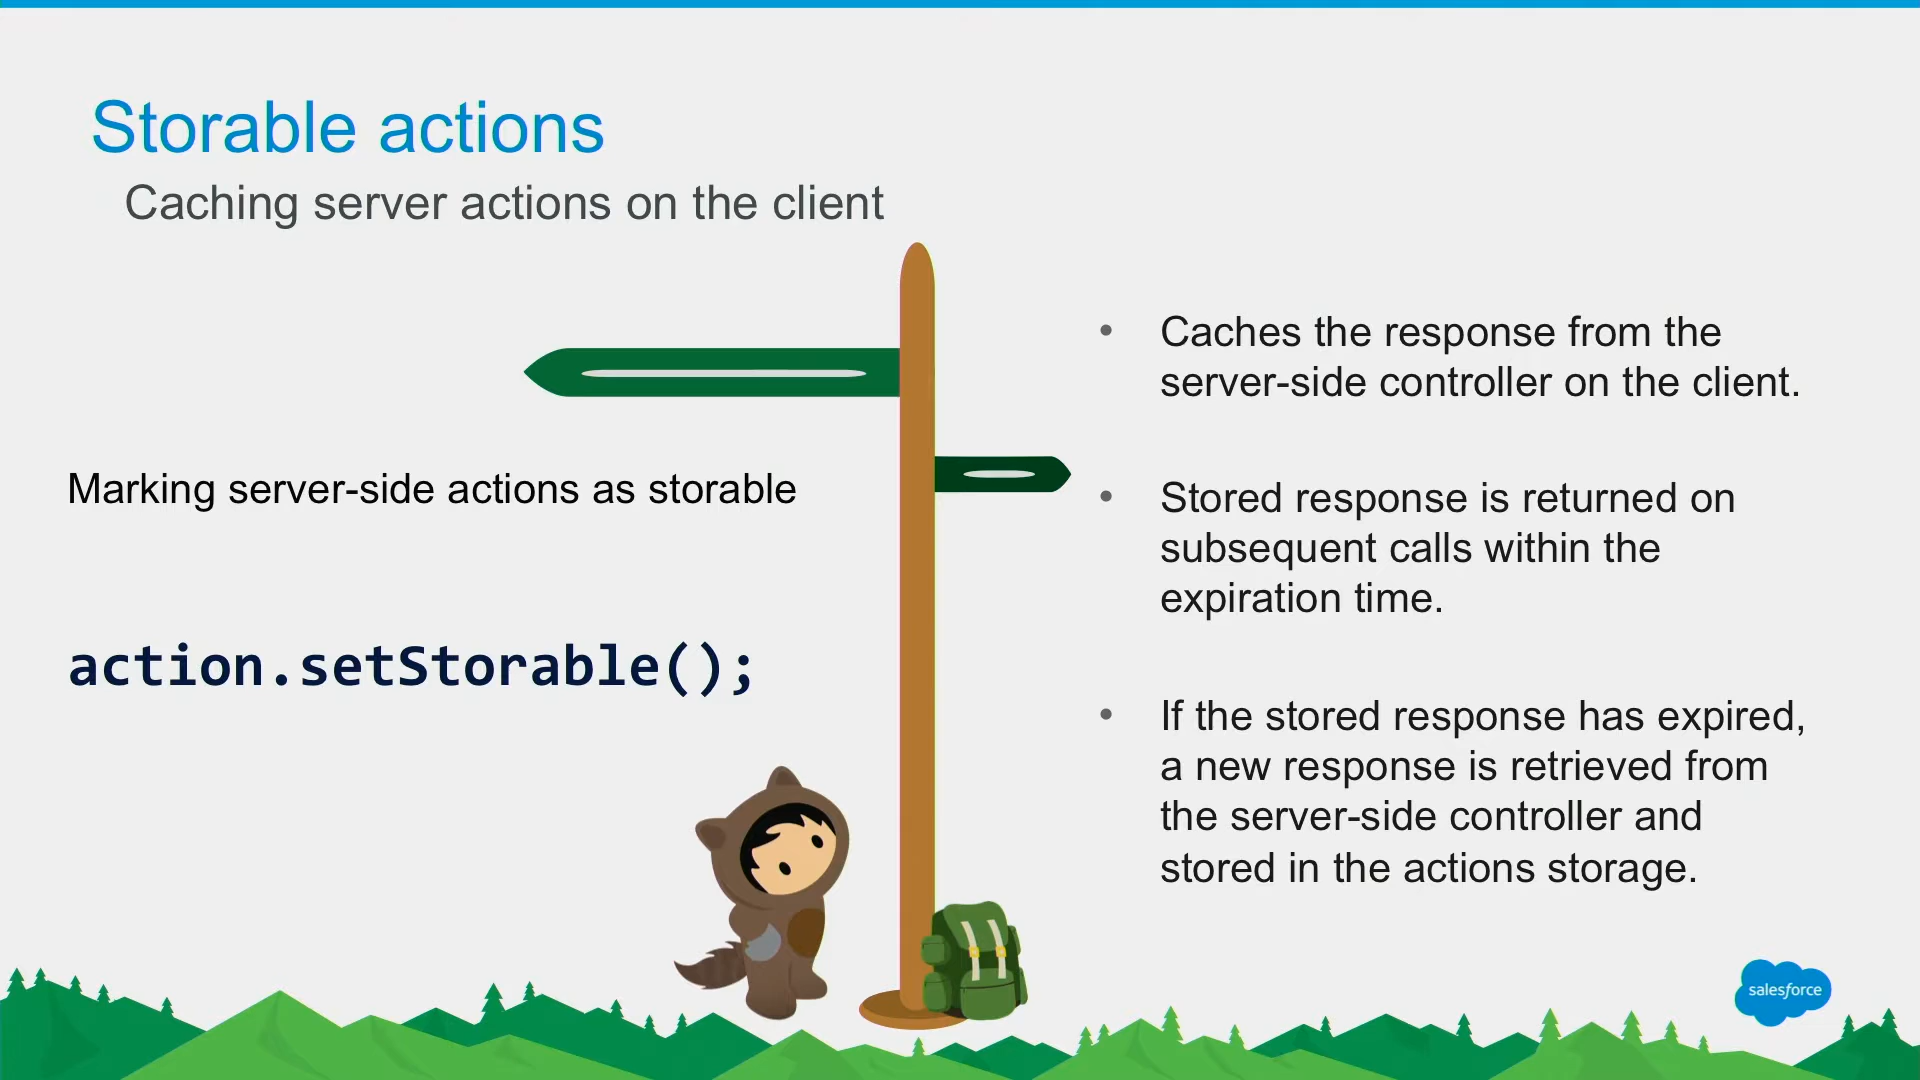 Storable actions
Caching server actions on the client
Marking server-side actions as storable
action.setStorable();
• Caches the response from the
server-side controller on the client.
• Stored response is returned on
subsequent calls within the
expiration time.
• If the stored response has expired,
a new response is retrieved from
the server-side controller and
stored in the actions storage.
salesforce